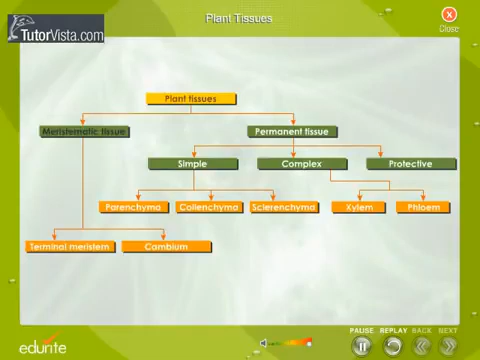 Plant Tissues
Close
TutorVista.com
Plant tissues
Meristematic tissue
Permanent tissue
Simple
Complex
Protective
Parenchyma
Collenchyma
Sclerenchyma
Xylem
Phloem
Terminal meristem
Cambium
PAUSE REPLAY BACK NEXT
edurite